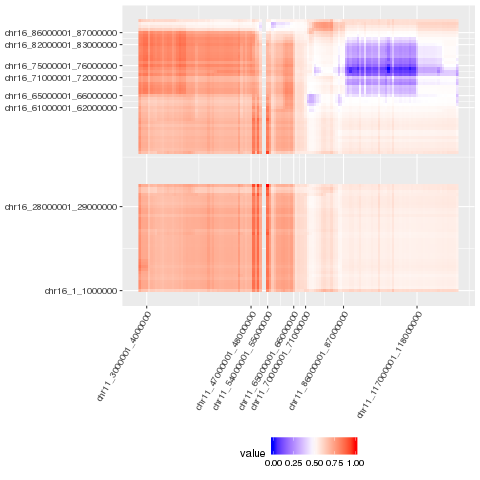 chr16_86000001_87000000
chr16_82000001_83000000
chr16_75000001_76000000
chr16_71000001_72000000
chr16_65000001_66000000
chr16_61000001_62000000
chr16_28000001_29000000
chr16_1_1000000
chr11_3000001_4000000
chr11_47000001_48000000
chr11_54000001_55000000
chr11_65000001_66000000
chr11_70000001_71000000
chr11_86000001_87000000
chr11_117000001_118000000
value
0.00 0.25 0.50 0.75 1.00